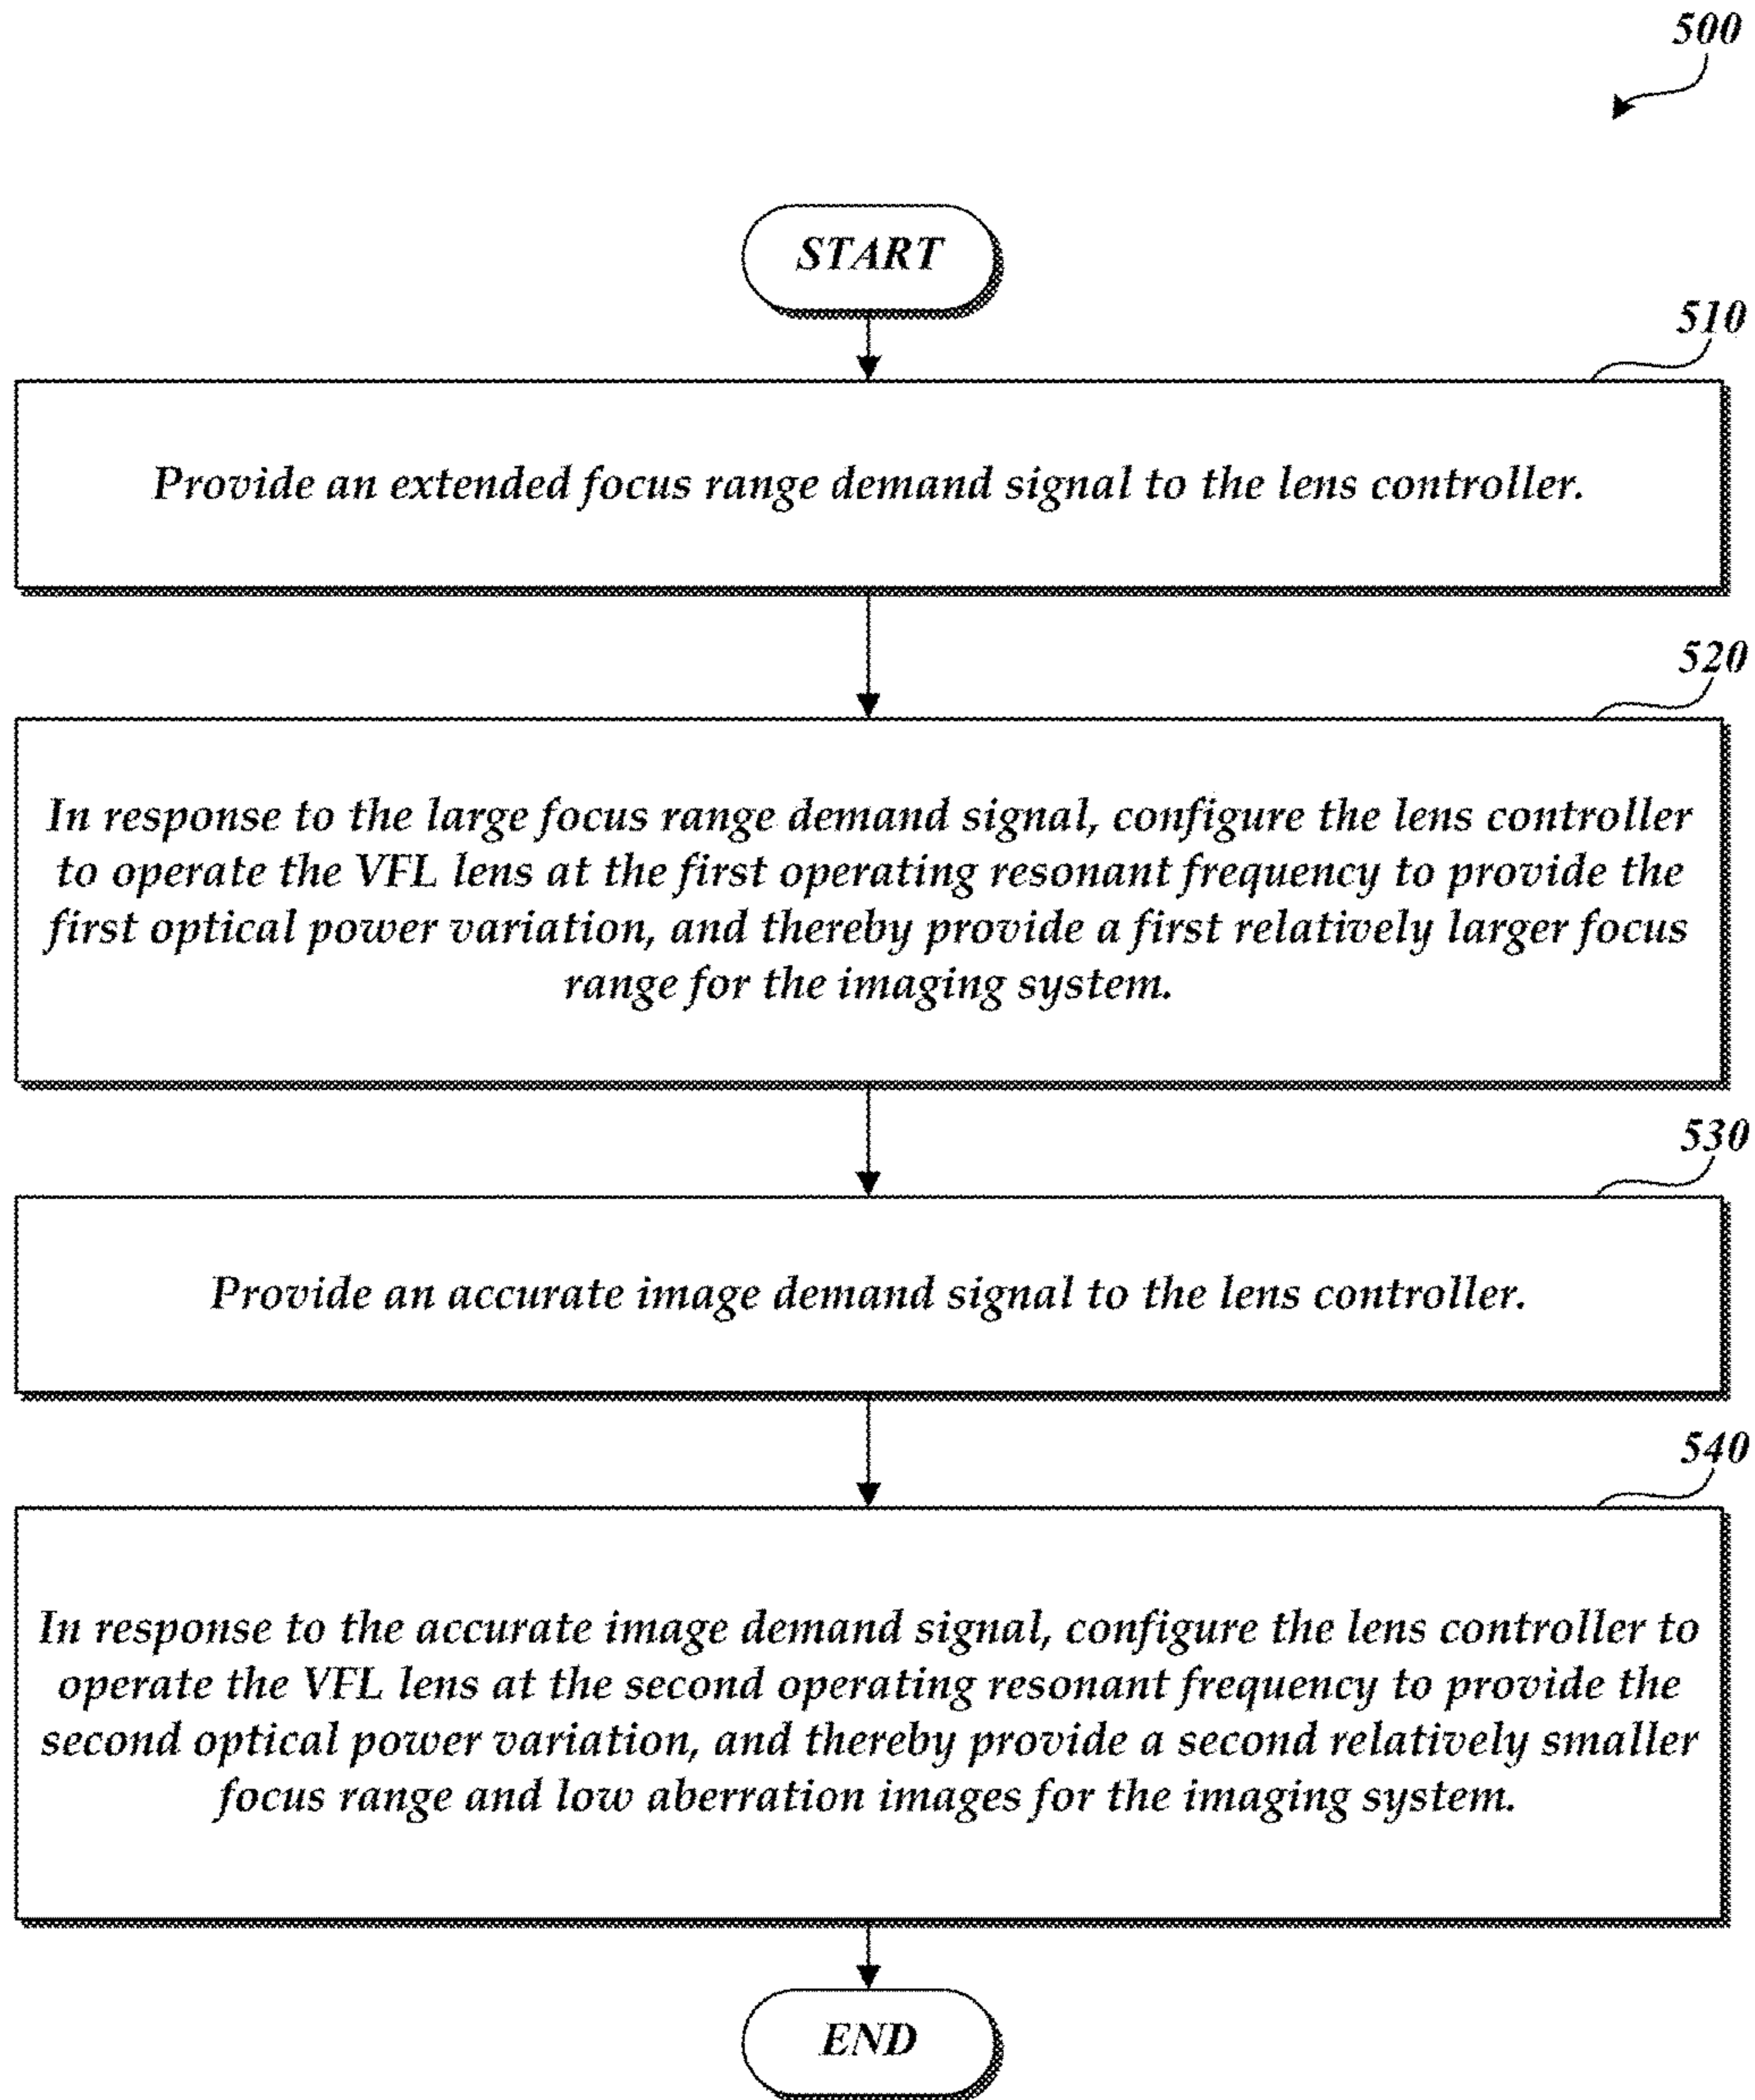 500
START
510
Provide an extended focus range demand signal to the lens controller.
520
In response to the large focus range demand signal, configure the lens controller
to operate the VFL lens at the first operating resonant frequency to provide the
first optical power variation, and thereby provide a first relatively larger focus
range for the imaging system.
530
Provide an accurate image demand signal to the lens controller.
540
In response to the accurate image demand signal, configure the lens controller to
operate the VFL lens at the second operating resonant frequency to provide the
second optical power variation, and thereby provide a second relatively smaller
focus range and low aberration images for the imaging system.
END